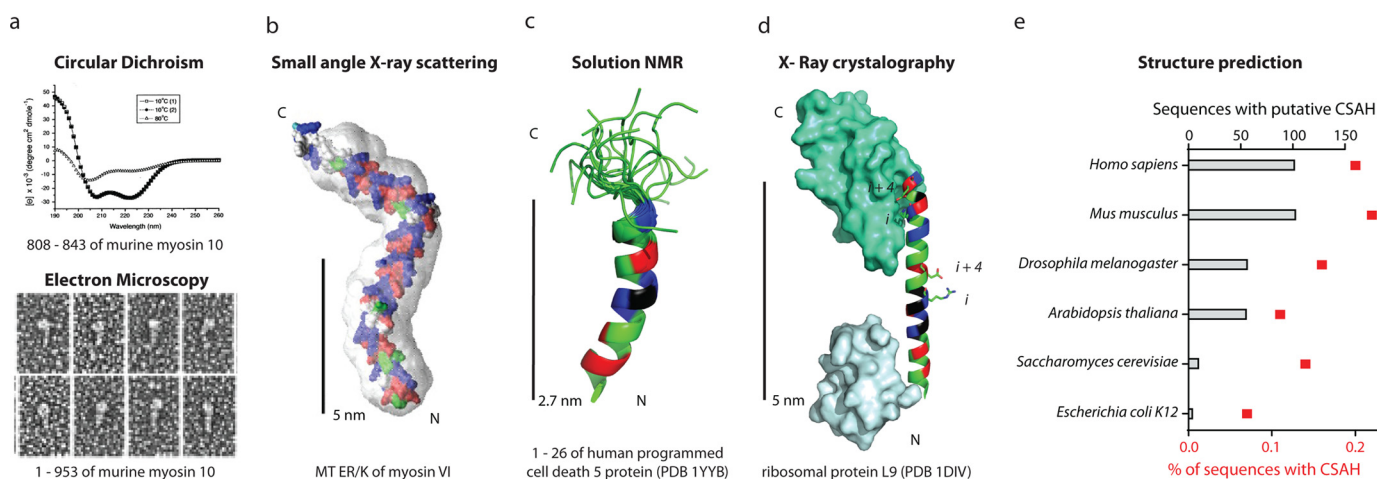 a
Circular Dichroism
[Θ] x 10⁻³ (degree cm² dmole⁻¹)
50
40
30
20
10
0
-10
-20
-30
190 200 210 220 230 240 250 260
Wavelength (nm)
10°C (1)
10°C (2)
80°C
808 - 843 of murine myosin 10
Electron Microscopy
1 - 953 of murine myosin 10
b
Small angle X-ray scattering
C
5 nm
N
MT ER/K of myosin VI
c
Solution NMR
C
2.7 nm
N
1 - 26 of human programmed
cell death 5 protein (PDB 1YYB)
d
X- Ray crystalography
C
i + 4
i
i + 4
i
5 nm
N
ribosomal protein L9 (PDB 1DIV)
e
Structure prediction
Sequences with putative CSAH
0 50 100 150
Homo sapiens
Mus musculus
Drosophila melanogaster
Arabidopsis thaliana
Saccharomyces cerevisiae
Escherichia coli K12
0.0 0.1 0.2
% of sequences with CSAH